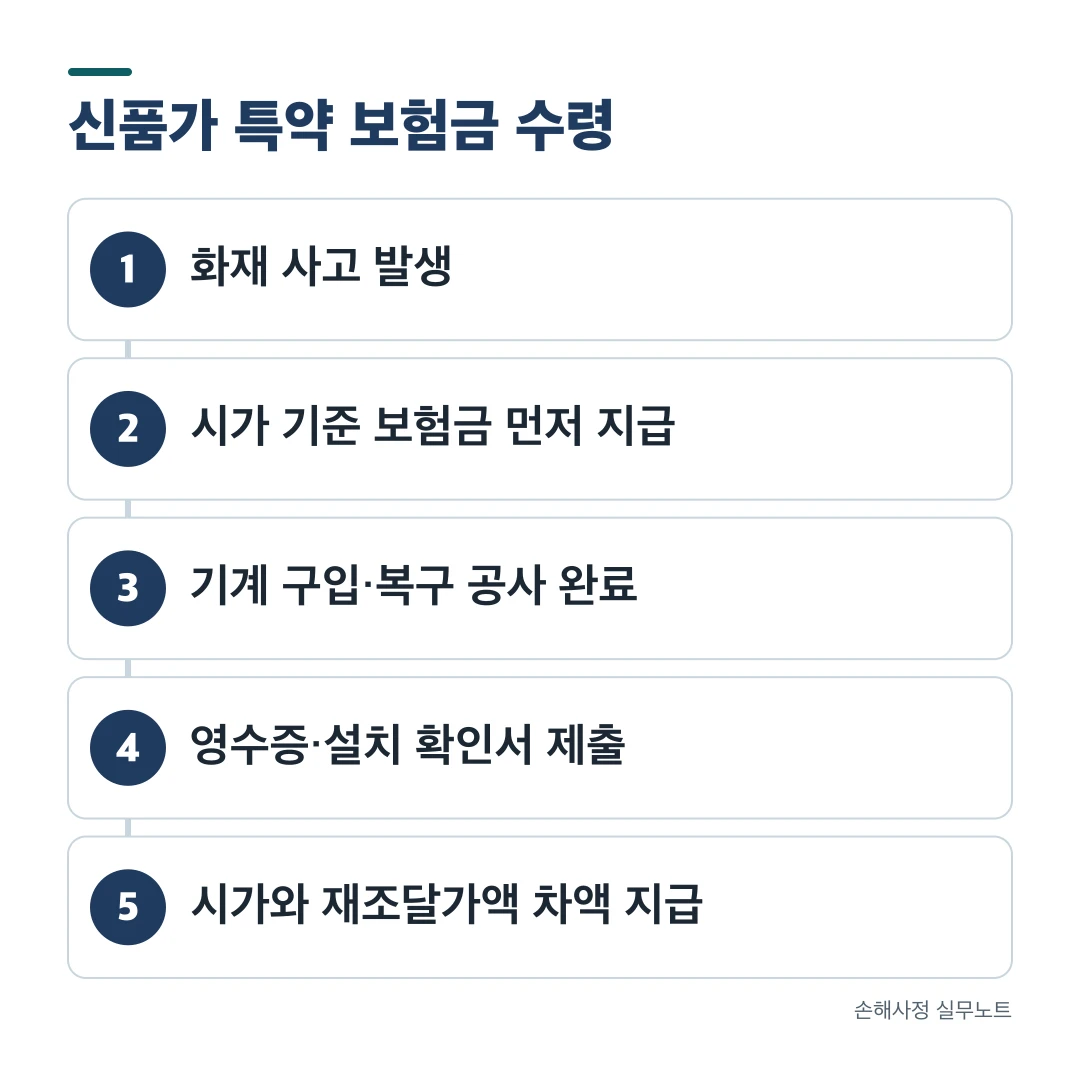 신품가 특약 보험금 수령
1 화재 사고 발생
2 시가 기준 보험금 먼저 지급
3 기계 구입·복구 공사 완료
4 영수증·설치 확인서 제출
5 시가와 재조달가액 차액 지급
손해사정 실무노트